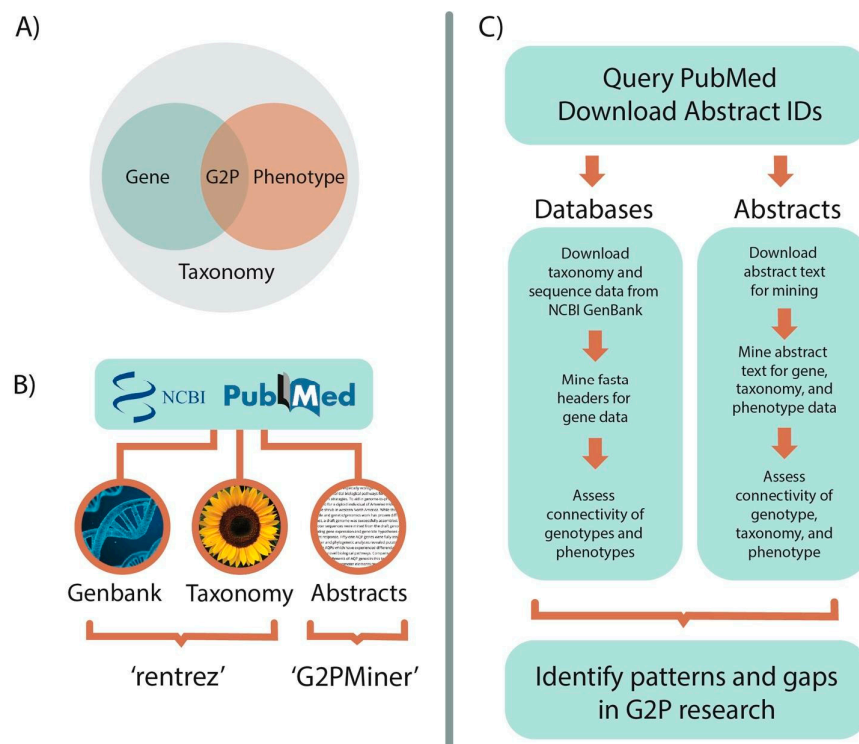 A)
Gene
G2P
Phenotype
Taxonomy
B)
NCBI
PubMed
Genbank
Taxonomy
Abstracts
‘rentrez’
‘G2PMiner’
C)
Query PubMed
Download Abstract IDs
Databases
Download
taxonomy and
sequence data from
NCBI GenBank
Mine fasta
headers for
gene data
Assess
connectivity of
genotypes and
phenotypes
Abstracts
Download
abstract text
for mining
Mine abstract
text for gene,
taxonomy, and
phenotype data
Assess
connectivity of
genotype,
taxonomy, and
phenotype
Identify patterns and gaps
in G2P research